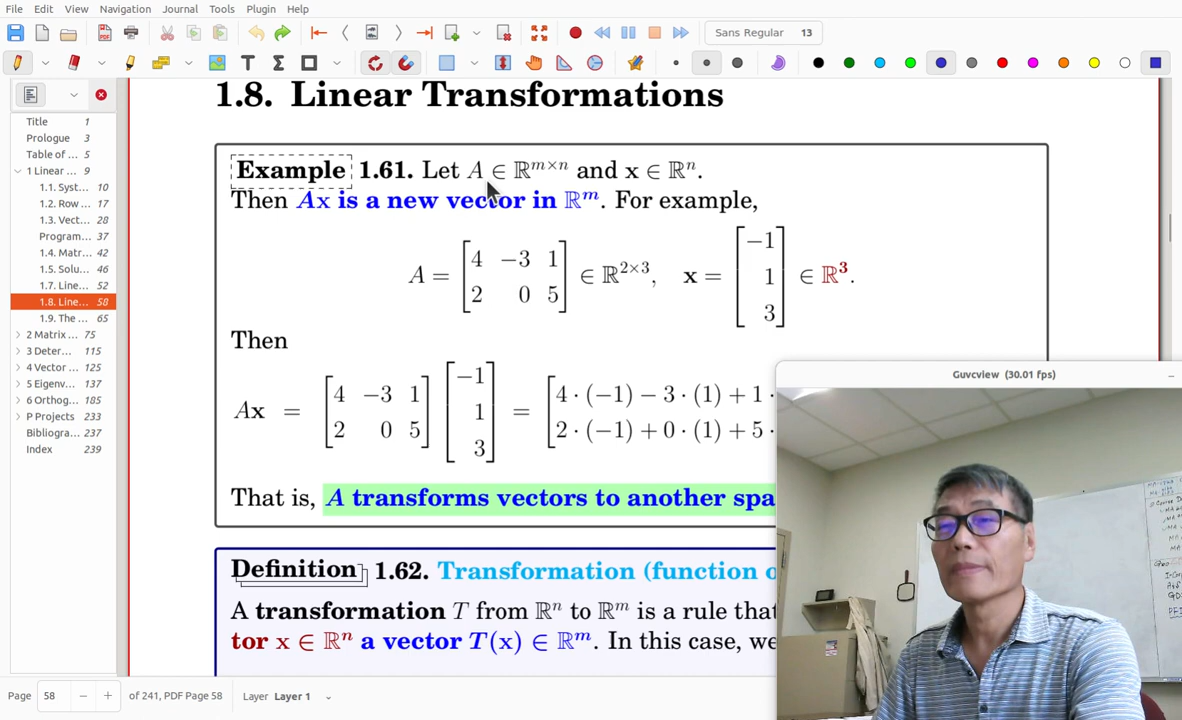 File Edit View Navigation Journal Tools Plugin Help
Sans Regular 13
Title 1
Prologue 3
Table of ... 5
1 Linear ... 9
1.1. Syst... 10
1.2. Row ... 17
1.3. Vect... 28
Program... 37
1.4. Matr... 42
1.5. Solu... 46
1.7. Line... 52
1.8. Line... 58
1.9. The ... 65
2 Matrix ... 75
3 Deter... 115
4 Vector ... 125
5 Eigenv... 137
6 Orthog... 185
P Projects 233
Bibliogra... 237
Index 239
1.8. Linear Transformations
Example 1.61. Let A ∈ ℝ^{m×n} and x ∈ ℝ^n.
Then Ax is a new vector in ℝ^m. For example,
A = [4 −3 1; 2 0 5] ∈ ℝ^{2×3}, x = [−1; 1; 3] ∈ ℝ^3.
Then
Ax = [4 −3 1; 2 0 5] [−1; 1; 3] = [4 · (−1) − 3 · (1) + 1 ·
2 · (−1) + 0 · (1) + 5 ·
That is, A transforms vectors to another spa
Definition 1.62. Transformation (function o
A transformation T from ℝ^n to ℝ^m is a rule tha
tor x ∈ ℝ^n a vector T(x) ∈ ℝ^m. In this case, we
Guvcview (30.01 fps)
Page 58 − + of 241, PDF Page 58 Layer Layer 1